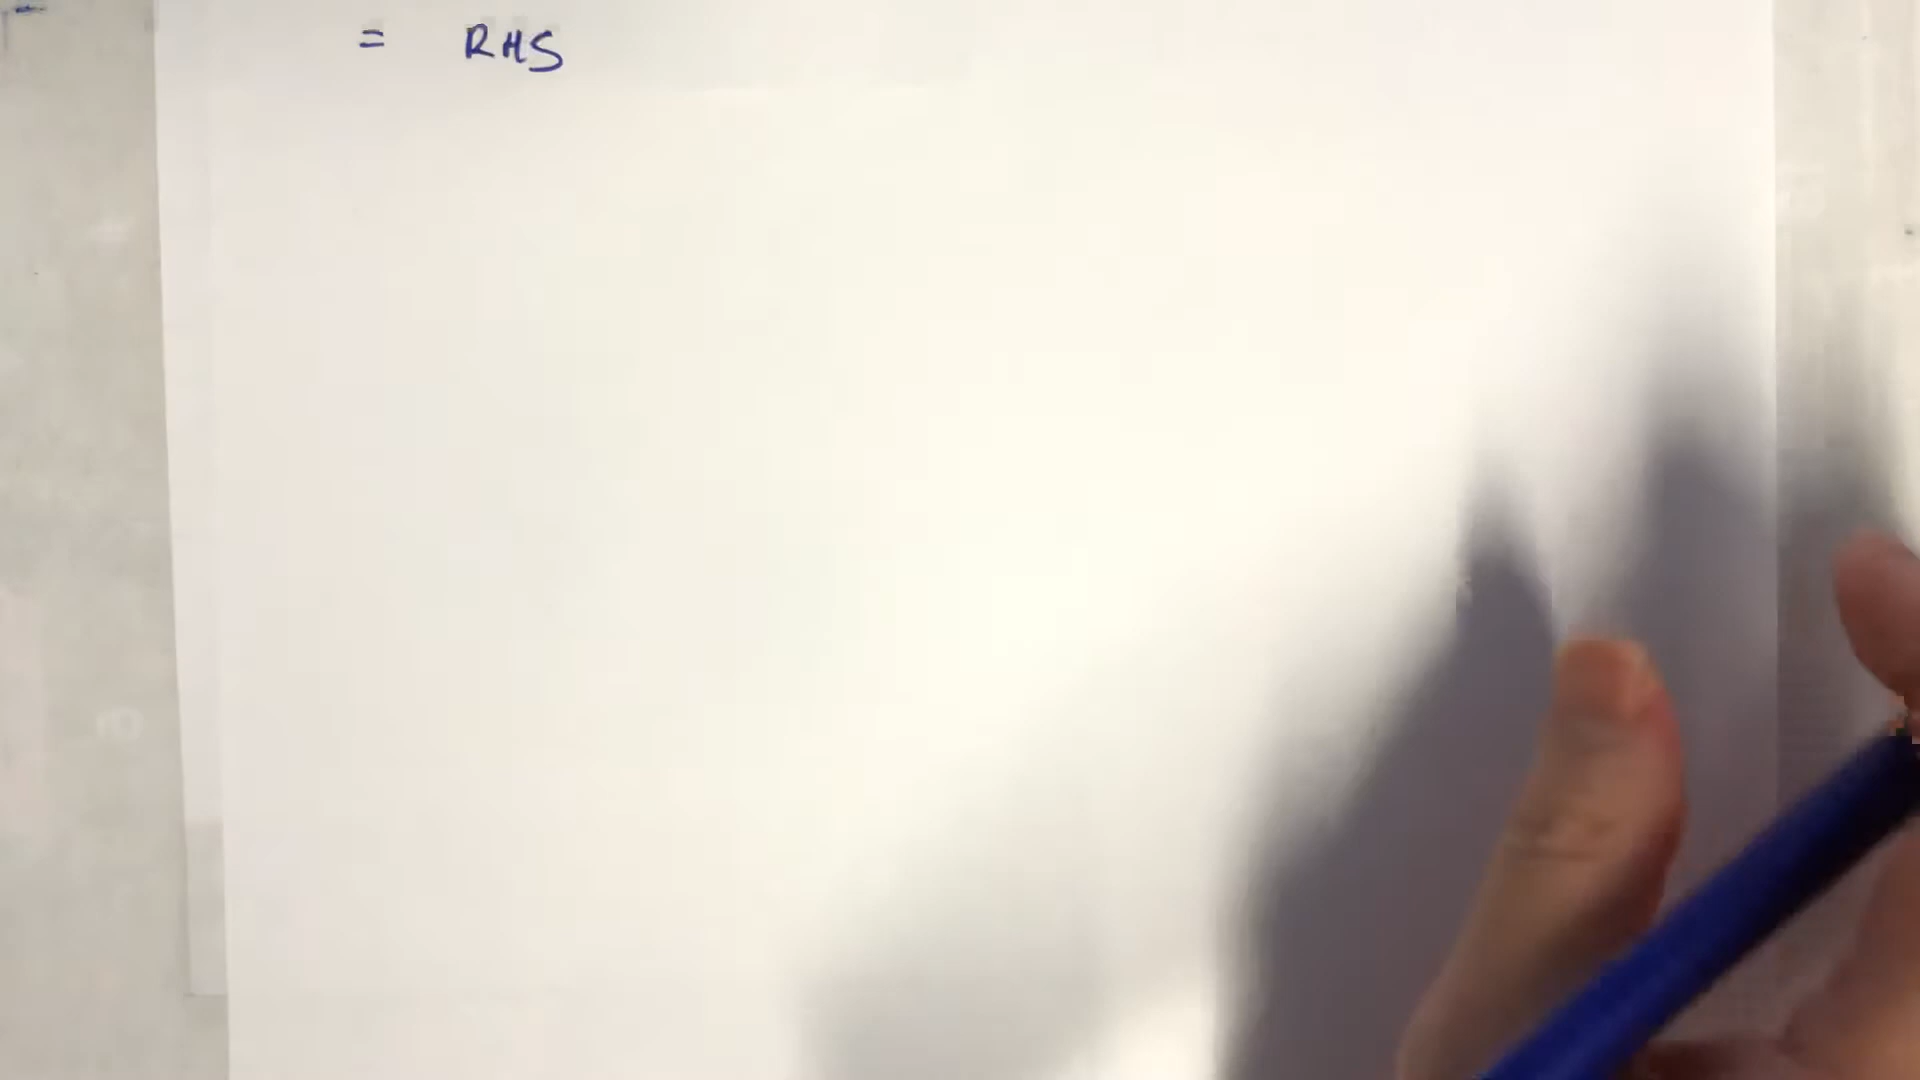 = RHS